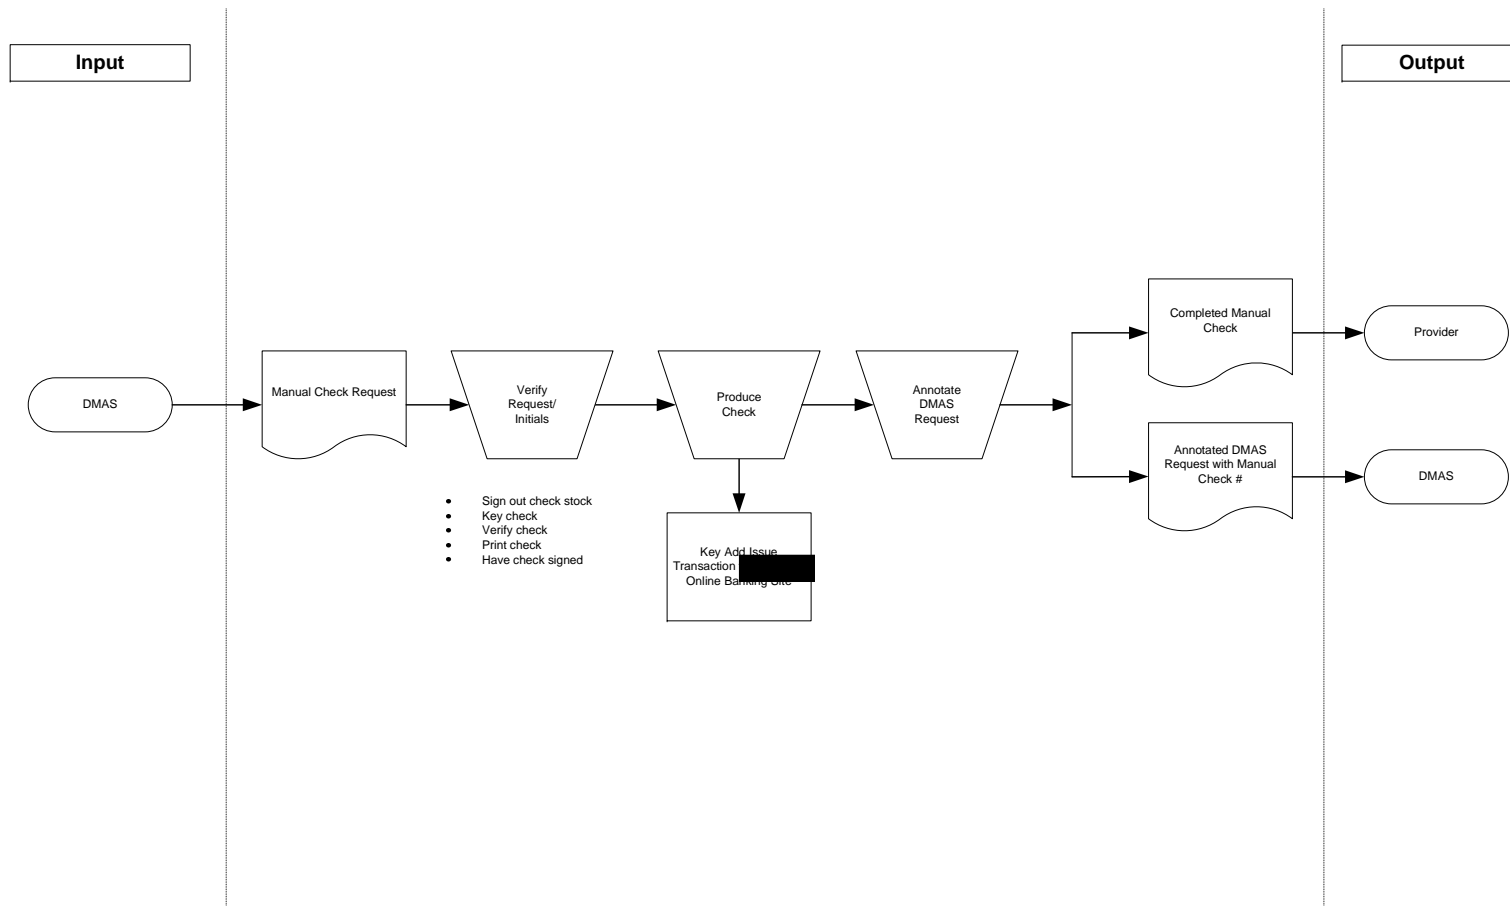 Input
Output
DMAS
Manual Check Request
Verify
Request/
Initials
Produce
Check
Annotate
DMAS
Request
Completed Manual
Check
Provider
Annotated DMAS
Request with Manual
Check #
DMAS
• Sign out check stock
• Key check
• Verify check
• Print check
• Have check signed
Key Add Issue
Transaction
Online Banking Site